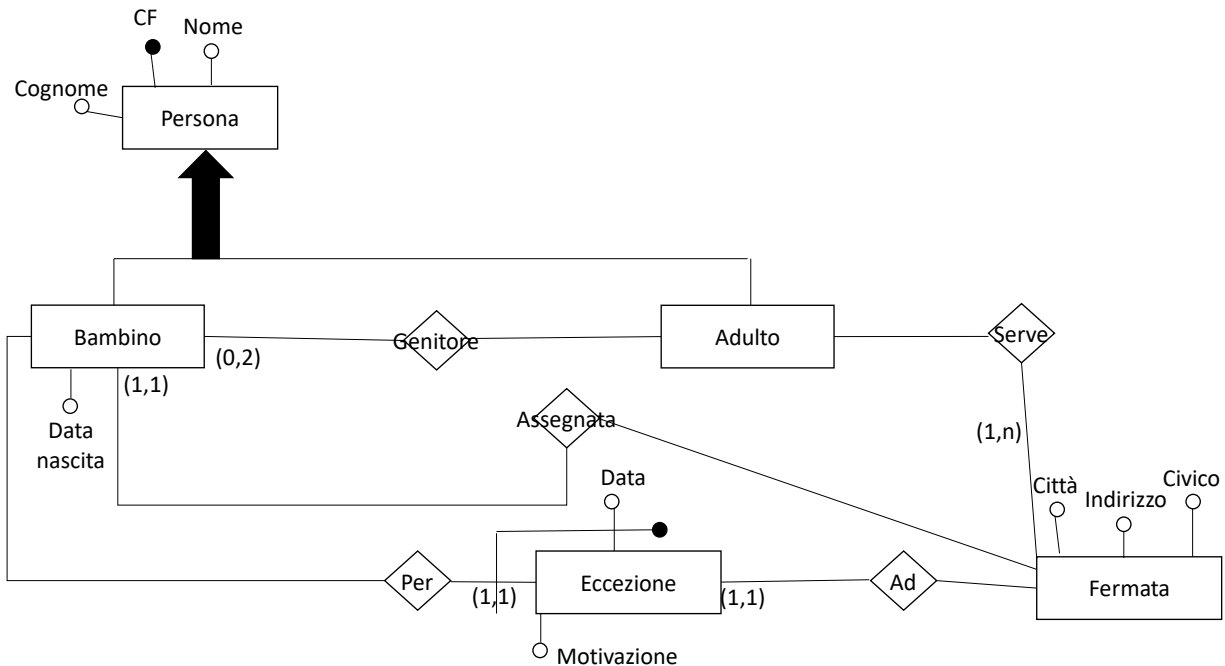 CF
Nome
Cognome
Persona
Bambino
Genitore
Adulto
Serve
(0,2)
(1,1)
Data
nascita
Assegnata
(1,n)
Data
Città
Indirizzo
Civico
Per
(1,1)
Eccezione
(1,1)
Ad
Fermata
Motivazione